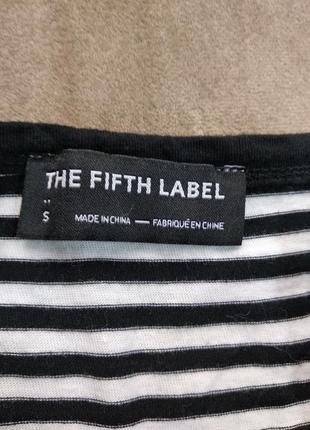 THE FIFTH LABEL
S
MADE IN CHINA — FABRIQUÉ EN CHINE